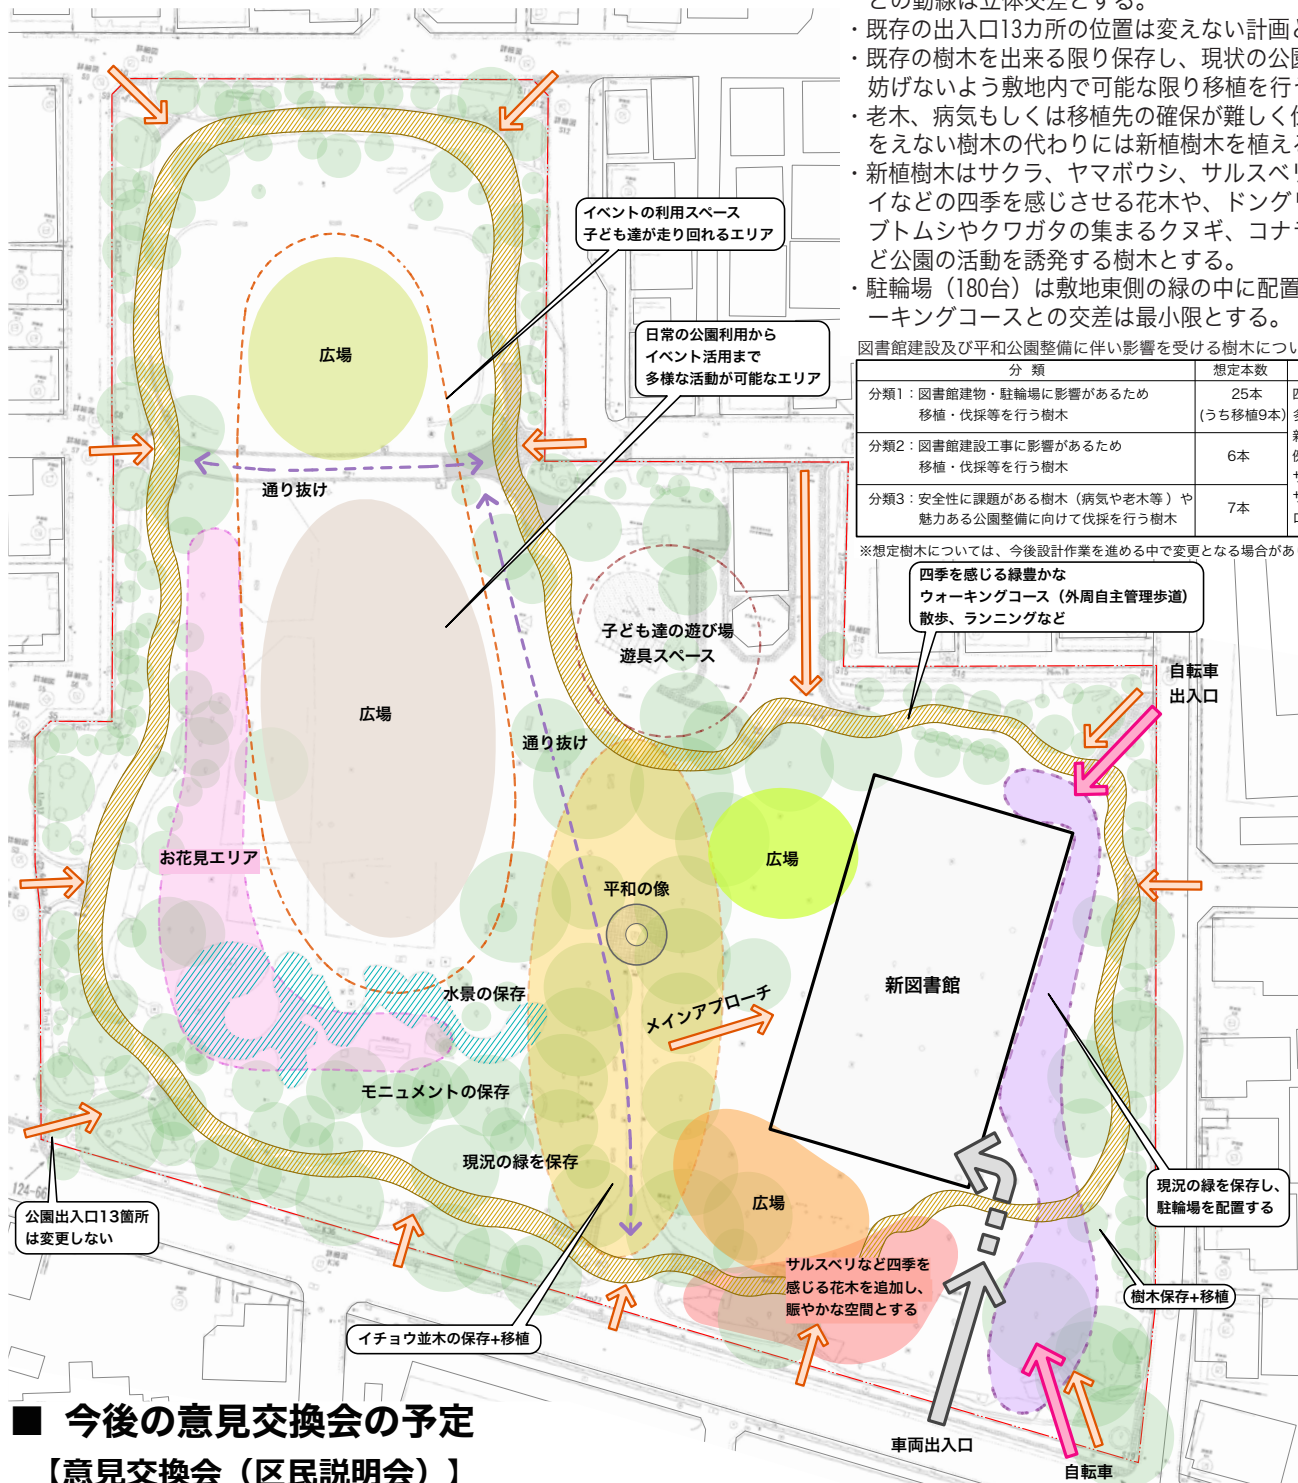 との動線は立体交差とする。
・既存の出入口13カ所の位置は変えない計画と
・既存の樹木を出来る限り保存し、現状の公園
妨げないよう敷地内で可能な限り移植を行
・老木、病気もしくは移植先の確保が難しく
をえない樹木の代わりには新植樹木を植え
・新植樹木はサクラ、ヤマボウシ、サルスベリ
イなどの四季を感じさせる花木や、ドングリ
ブトムシやクワガタの集まるクヌギ、コナラ
ど公園の活動を誘発する樹木とする。
・駐輪場（180台）は敷地東側の緑の中に配置
ーキングコースとの交差は最小限とする。
図書館建設及び平和公園整備に伴い影響を受ける樹木につい
分 類 想定本数
分類1：図書館建物・駐輪場に影響があるため
移植・伐採等を行う樹木
25本
(うち移植9本)
分類2：図書館建設工事に影響があるため
移植・伐採等を行う樹木
6本
分類3：安全性に課題がある樹木（病気や老木等）や
魅力ある公園整備に向けて伐採を行う樹木
7本
※想定樹木については、今後設計作業を進める中で変更となる場合があ
イベントの利用スペース
子ども達が走り回れるエリア
日常の公園利用から
イベント活用まで
多様な活動が可能なエリア
広場
通り抜け
四季を感じる緑豊かな
ウォーキングコース（外周自主管理歩道）
散歩、ランニングなど
子ども達の遊び場
遊具スペース
自転車
出入口
広場
通り抜け
お花見エリア
広場
平和の像
新図書館
水景の保存
メインアプローチ
モニュメントの保存
現況の緑を保存
124-66
公園出入口13箇所
は変更しない
現況の緑を保存し、
駐輪場を配置する
広場
サルスベリなど四季を
感じる花木を追加し、
賑やかな空間とする
樹木保存+移植
イチョウ並木の保存+移植
■ 今後の意見交換会の予定
車両出入口
【意見交換会（区民説明会）】
自転車